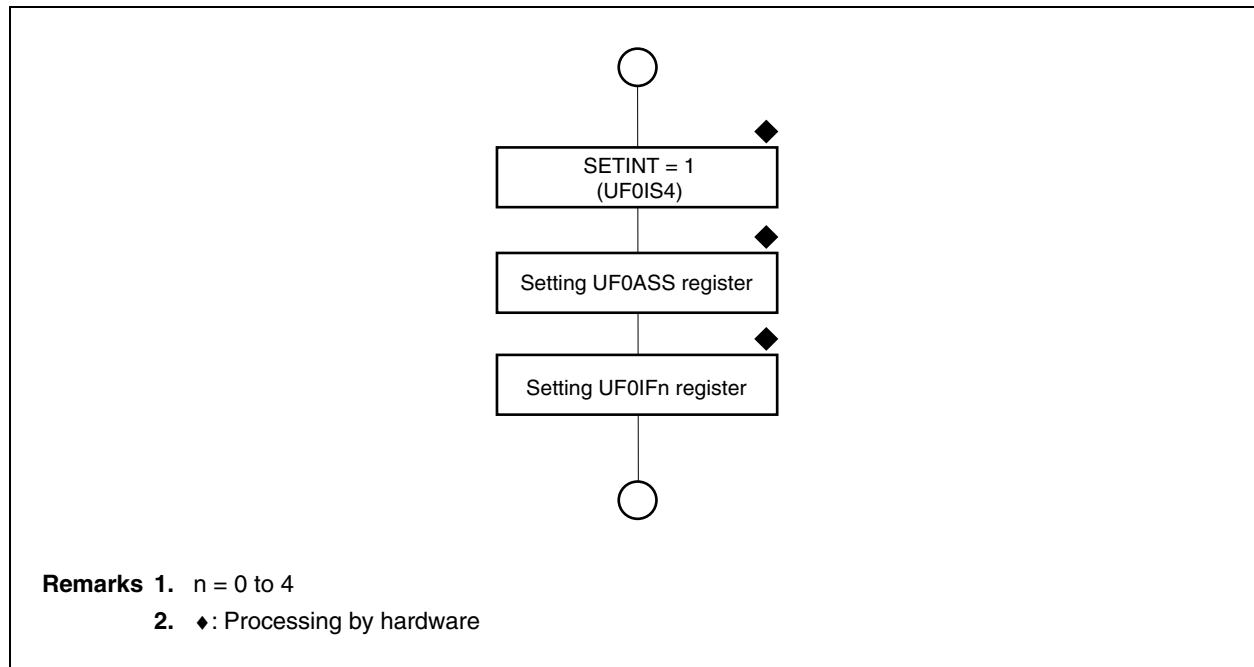 SETINT = 1
(UF0IS4)
Setting UF0ASS register
Setting UF0IFn register
Remarks 1. n = 0 to 4
2. ♦: Processing by hardware